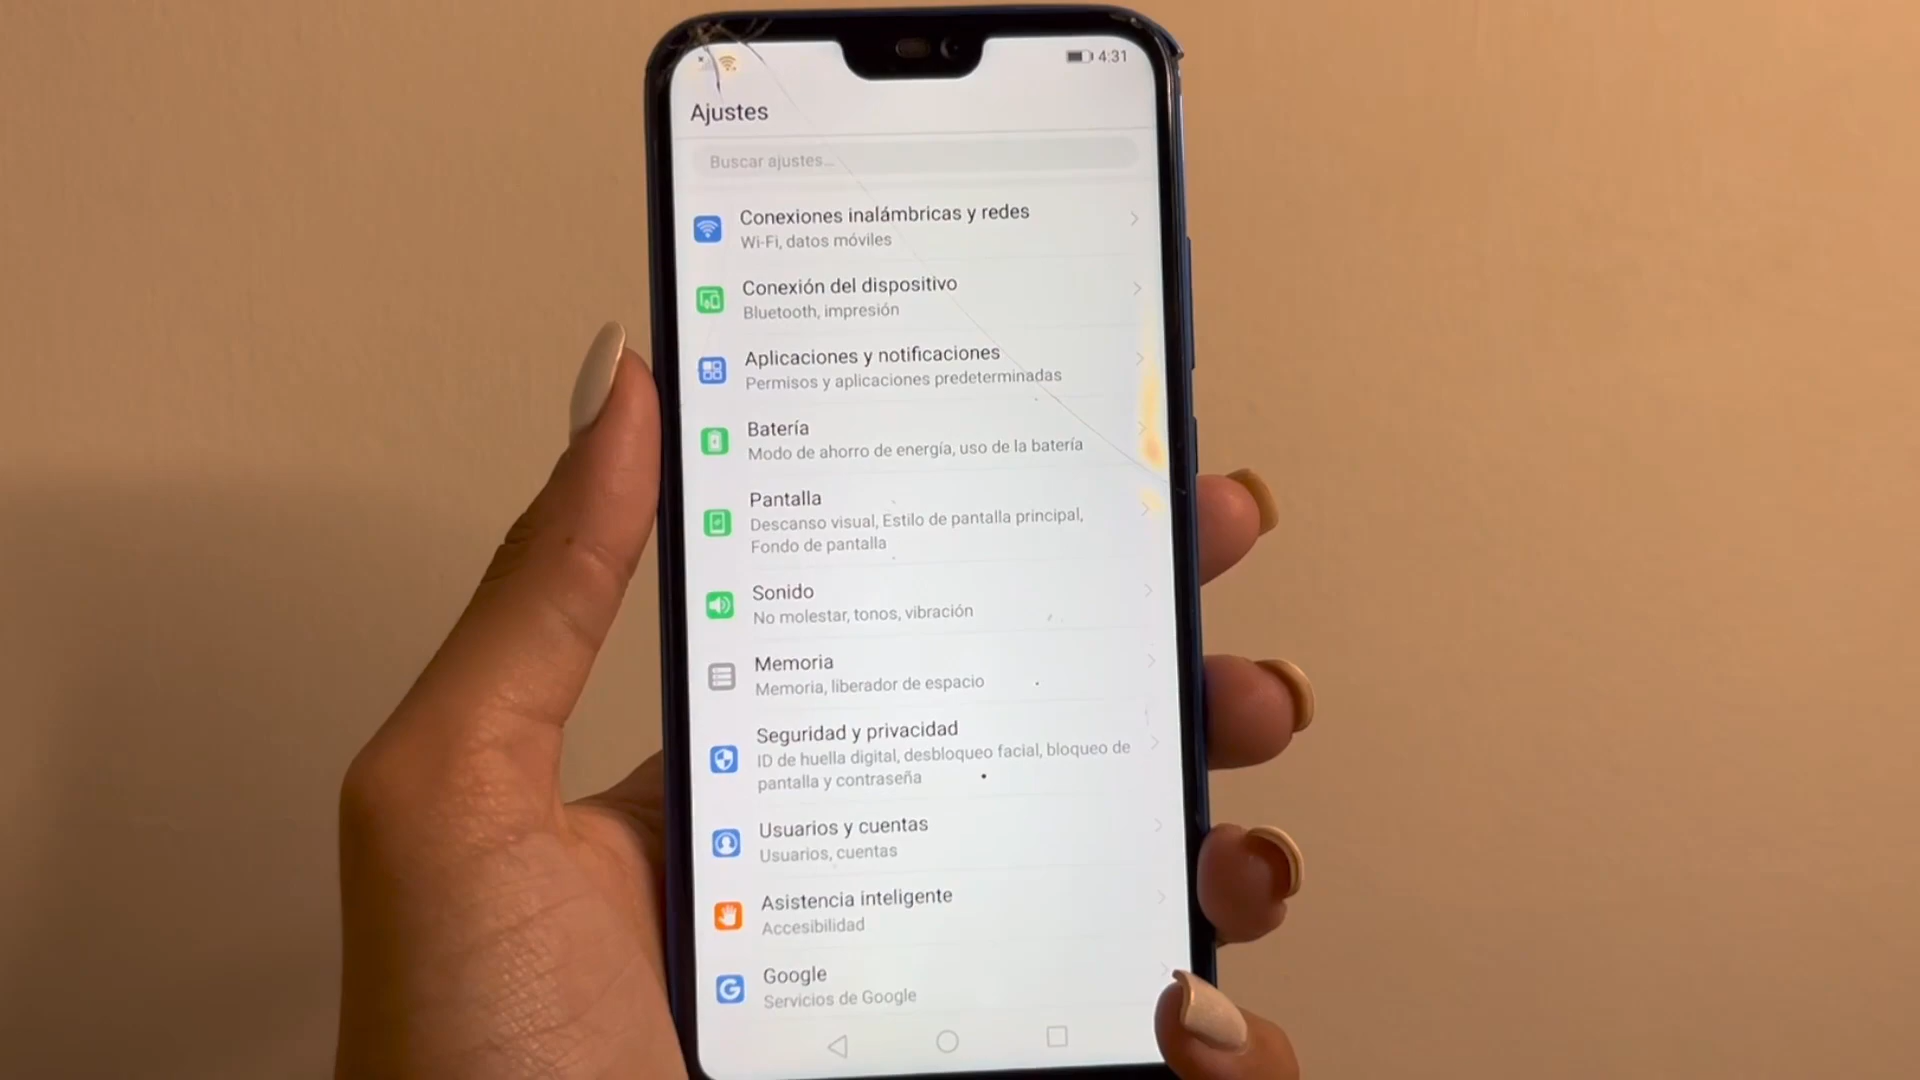 4:31
Ajustes
Buscar ajustes...
Conexiones inalámbricas y redes
Wi-Fi, datos móviles
Conexión del dispositivo
Bluetooth, impresión
Aplicaciones y notificaciones
Permisos y aplicaciones predeterminadas
Batería
Modo de ahorro de energía, uso de la batería
Pantalla
Descanso visual, Estilo de pantalla principal,
Fondo de pantalla
Sonido
No molestar, tonos, vibración
Memoria
Memoria, liberador de espacio
Seguridad y privacidad
ID de huella digital, desbloqueo facial, bloqueo de
pantalla y contraseña
Usuarios y cuentas
Usuarios, cuentas
Asistencia inteligente
Accesibilidad
Google
Servicios de Google